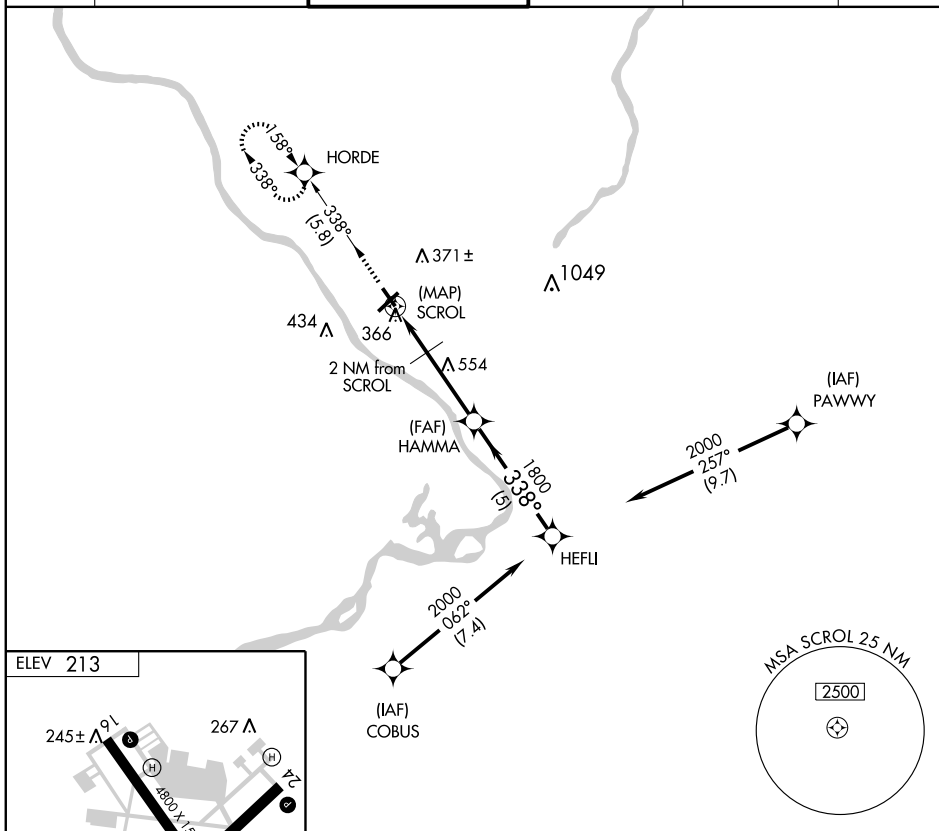 HORDE
158°
338°
338°
(5.8)
371±
1049
(MAP)
SCROL
434
366
2 NM from
SCROL
554
(IAF)
PAWWY
(FAF)
HAMMA
2000
257°
(9.7)
1800
338°
(5)
HEFLI
2000
062°
(7.4)
(IAF)
COBUS
MSA SCROL 25 NM
2500
ELEV 213
245±
16
P
H
267
H
24
P
4800 X